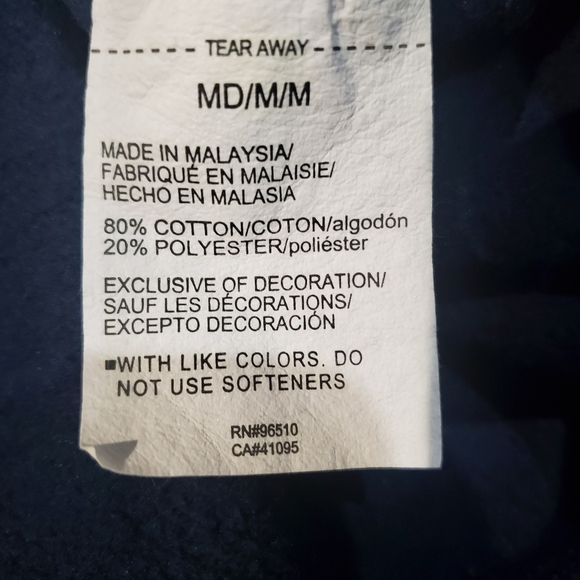 TEAR AWAY
MD/M/M
MADE IN MALAYSIA/
FABRIQUÉ EN MALAISIE/
HECHO EN MALASIA
80% COTTON/COTON/algodón
20% POLYESTER/poliéster
EXCLUSIVE OF DECORATION/
SAUF LES DÉCORATIONS/
EXCEPTO DECORACIÓN
WITH LIKE COLORS. DO
NOT USE SOFTENERS
RN#96510
CA#41095